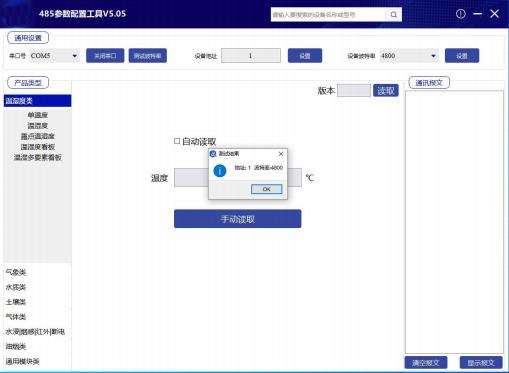 485参数配置工具V5.05
请输入要搜索的设备名称或型号
通用设置
串口号 COM5 关闭串口 测试波特率 设备地址 1 设置 设备波特率 4800 设置
产品类型
版本 读取
通讯报文
温湿度类
单温度
温湿度
露点温湿度
温湿度看板
温湿多要素看板
自动读取
测试结果
地址: 1 波特率:4800
OK
温度 ℃
手动读取
气象类
水质类
土壤类
气体类
水浸|烟感|红外|断电
油烟类
通用模块类
清空报文 显示报文